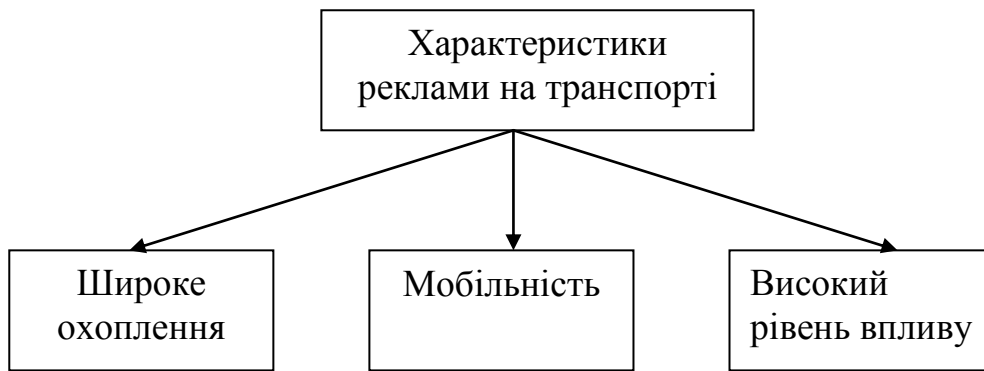 Характеристики
реклами на транспорті
Широке
охоплення
Мобільність
Високий
рівень впливу